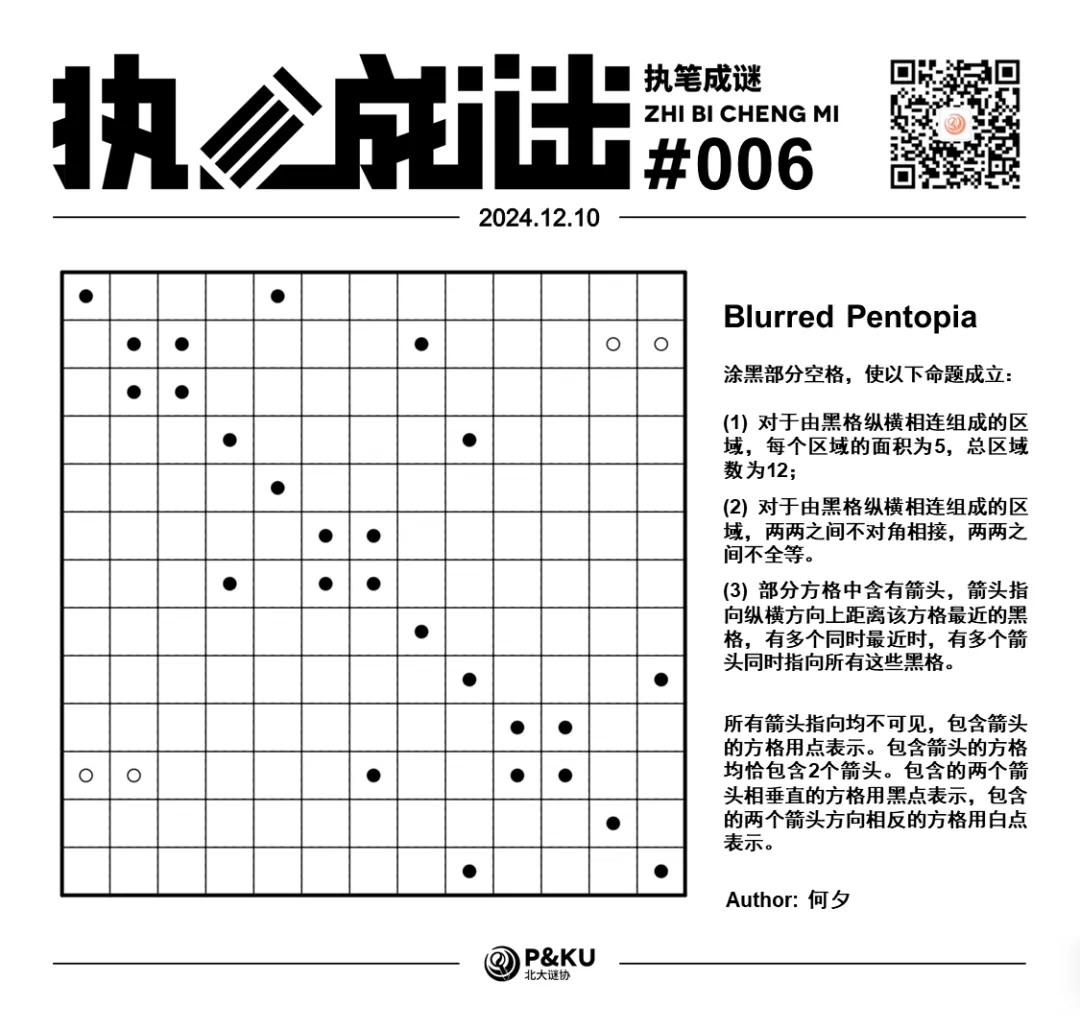 执笔成谜
执笔成谜
ZHI BI CHENG MI
#006
2024.12.10
Blurred Pentopia
涂黑部分空格，使以下命题成立：
(1) 对于由黑格纵横相连组成的区
域，每个区域的面积为5，总区域
数为12；
(2) 对于由黑格纵横相连组成的区
域，两两之间不对角相接，两两之
间不全等。
(3) 部分方格中含有箭头，箭头指
向纵横方向上距离该方格最近的黑
格，有多个同时最近时，有多个箭
头同时指向所有这些黑格。
所有箭头指向均不可见，包含箭头
的方格用点表示。包含箭头的方格
均恰包含2个箭头。包含的两个箭
头相垂直的方格用黑点表示，包含
的两个箭头方向相反的方格用白点
表示。
Author: 何夕
P&KU
北大谜协